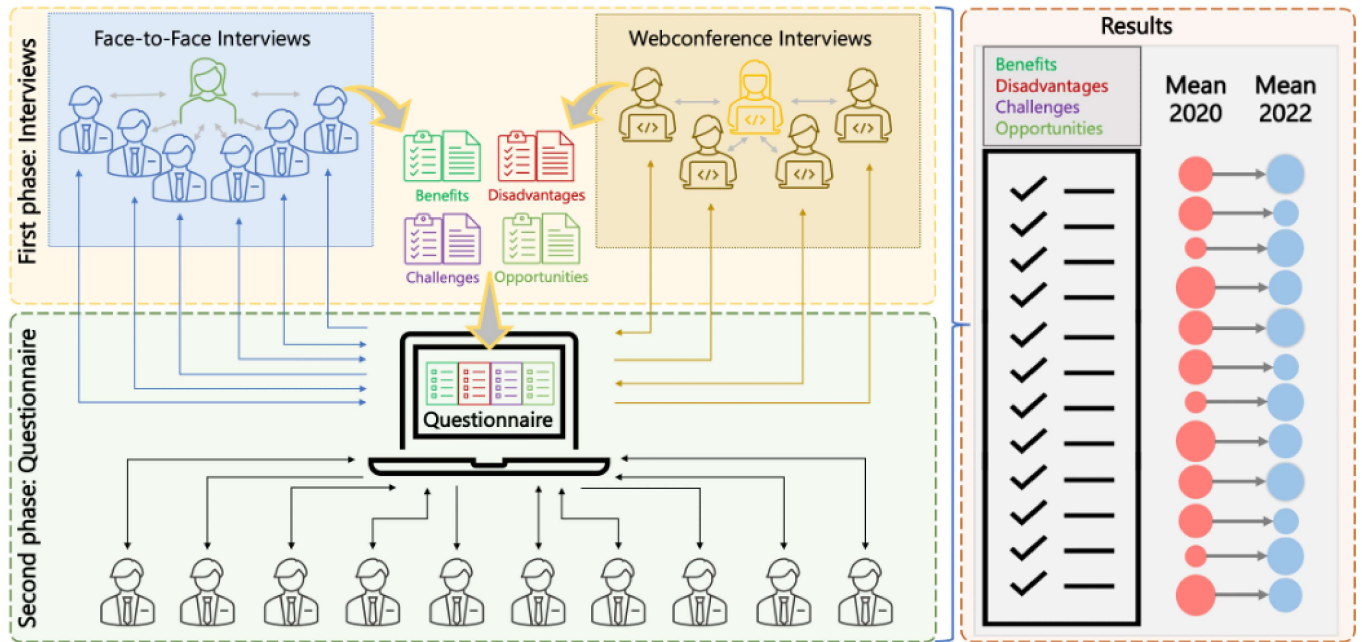 First phase: Interviews
Face-to-Face Interviews
Webconference Interviews
Benefits
Disadvantages
Challenges
Opportunities
</>
</>
</>
</>
</>
Second phase: Questionnaire
Questionnaire
Results
Benefits
Disadvantages
Challenges
Opportunities
Mean
2020
Mean
2022